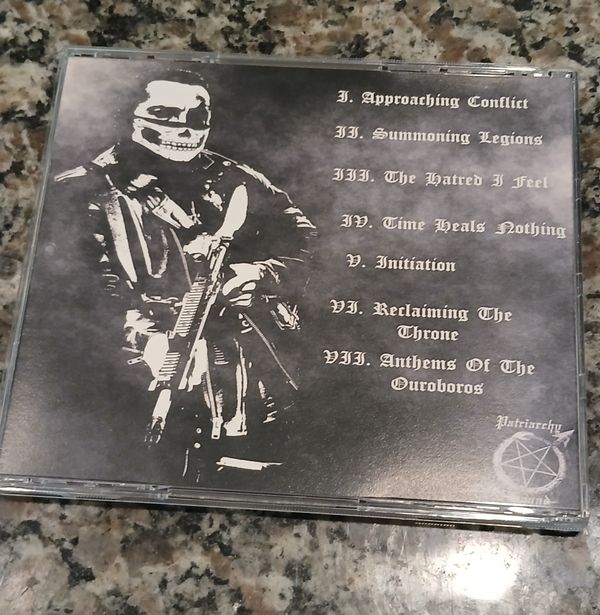 I. Approaching Conflict
II. Summoning Legions
III. The Hatred I Feel
IV. Time Heals Nothing
V. Initiation
VI. Reclaiming The
Throne
VII. Anthems Of The
Ouroboros
Patriarchy